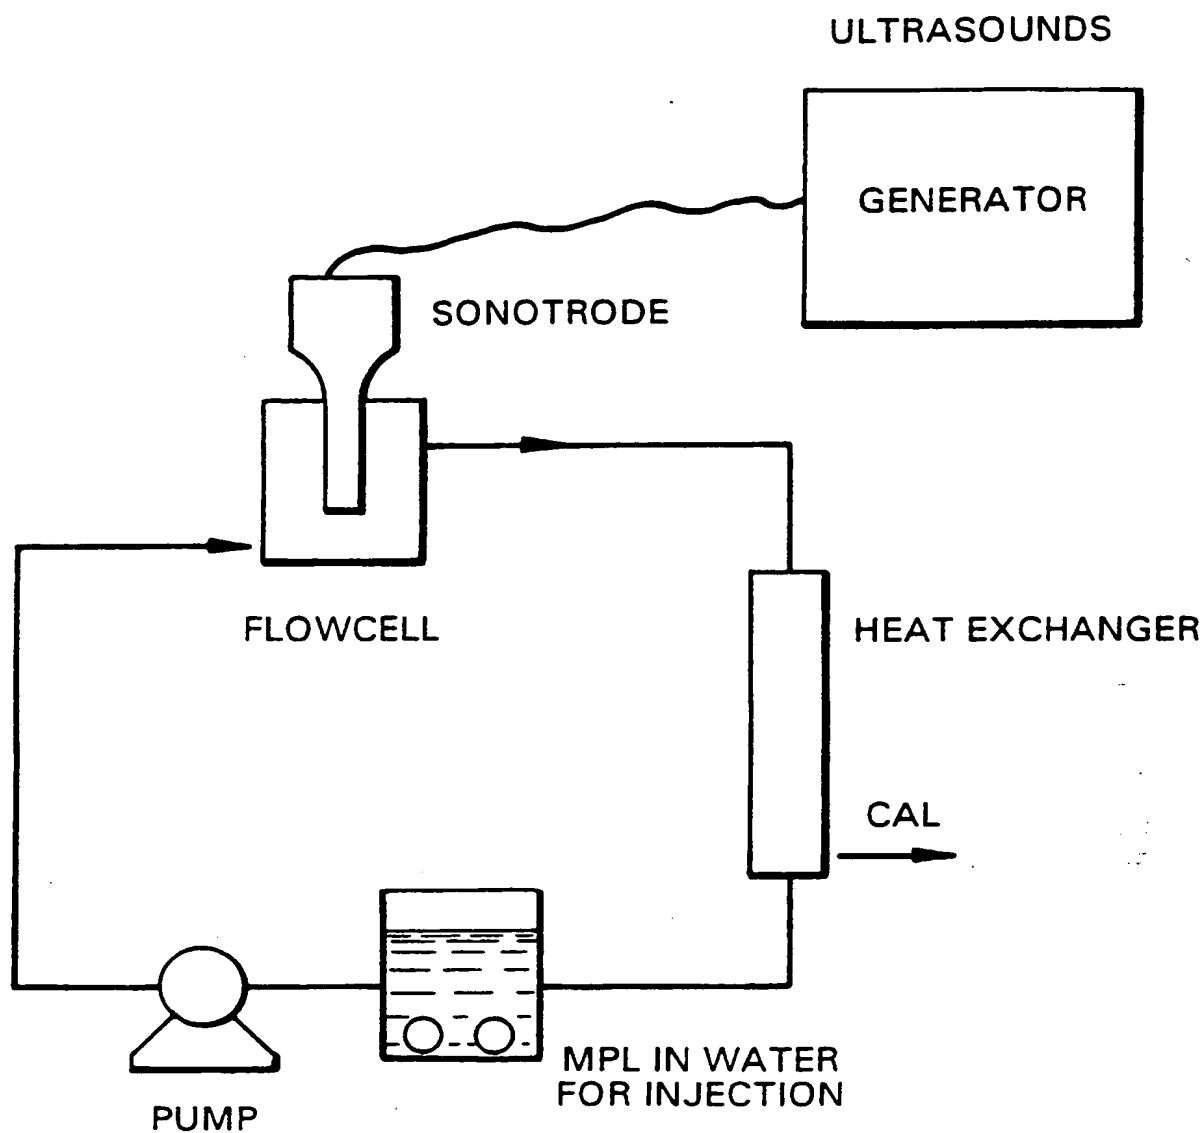 ULTRASOUNDS
GENERATOR
SONOTRODE
FLOWCELL
HEAT EXCHANGER
CAL
MPL IN WATER
FOR INJECTION
PUMP